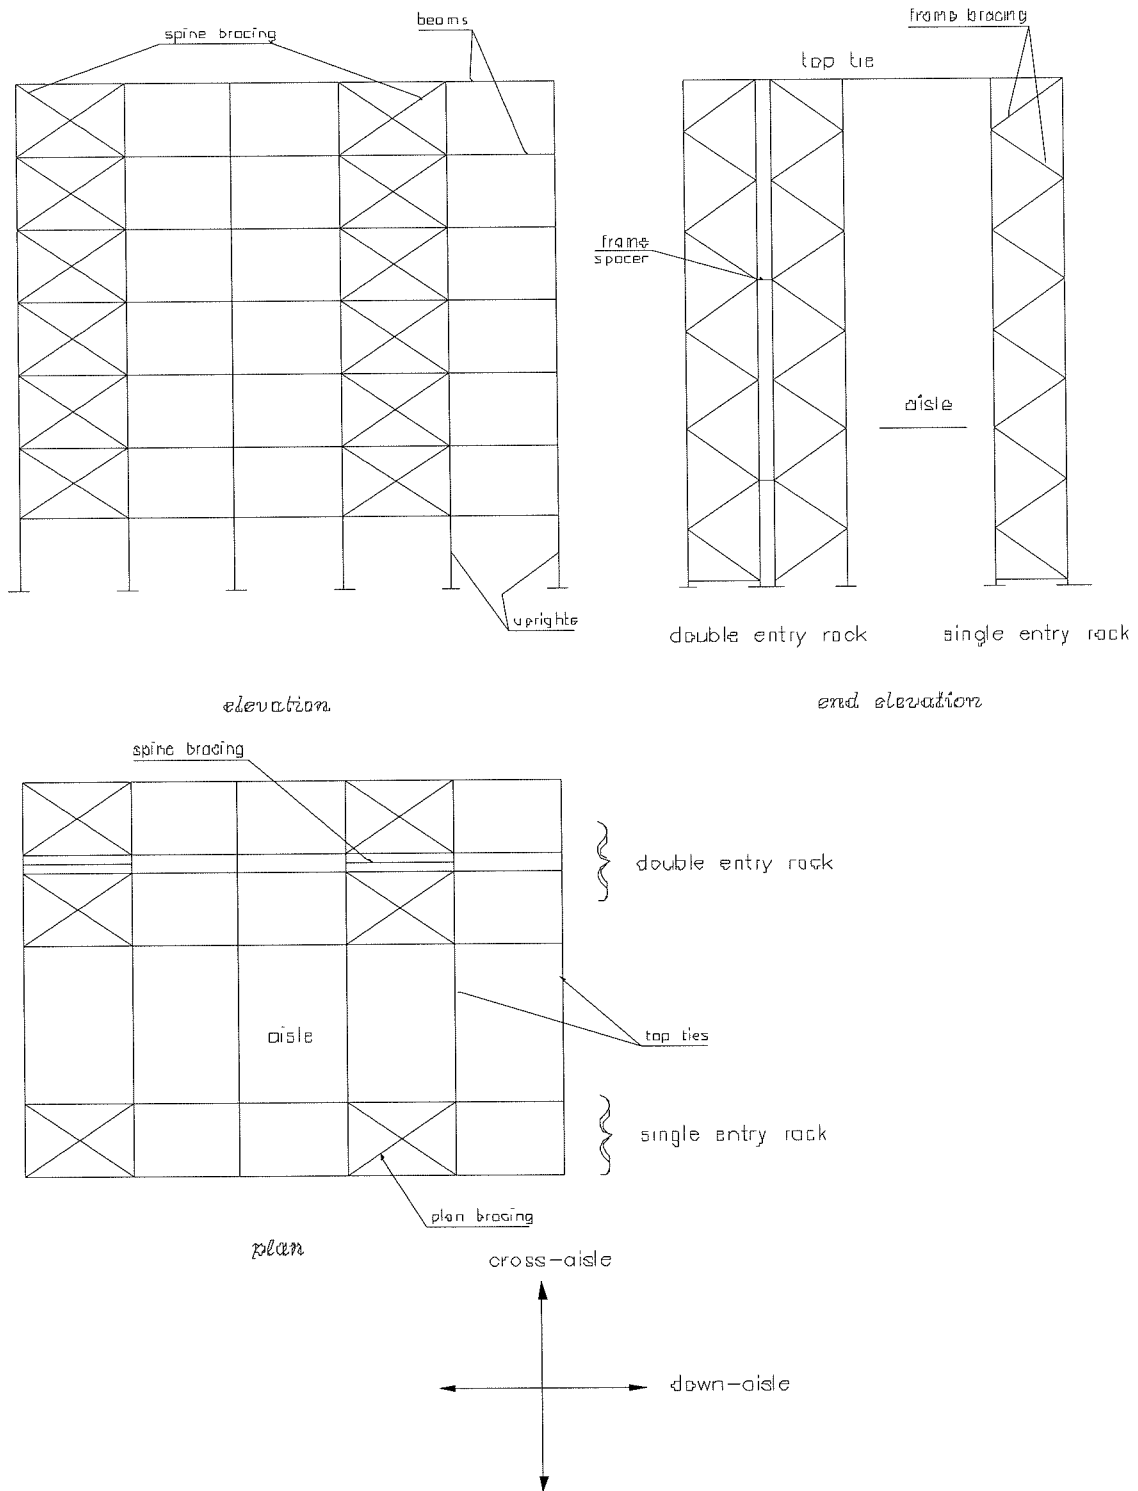 beams
spine bracing
frame bracing
top tie
frame
spacer
aisle
uprights
double entry rack
single entry rack
elevation
end elevation
spine bracing
double entry rack
aisle
top ties
single entry rack
plan bracing
plan
cross-aisle
down-aisle